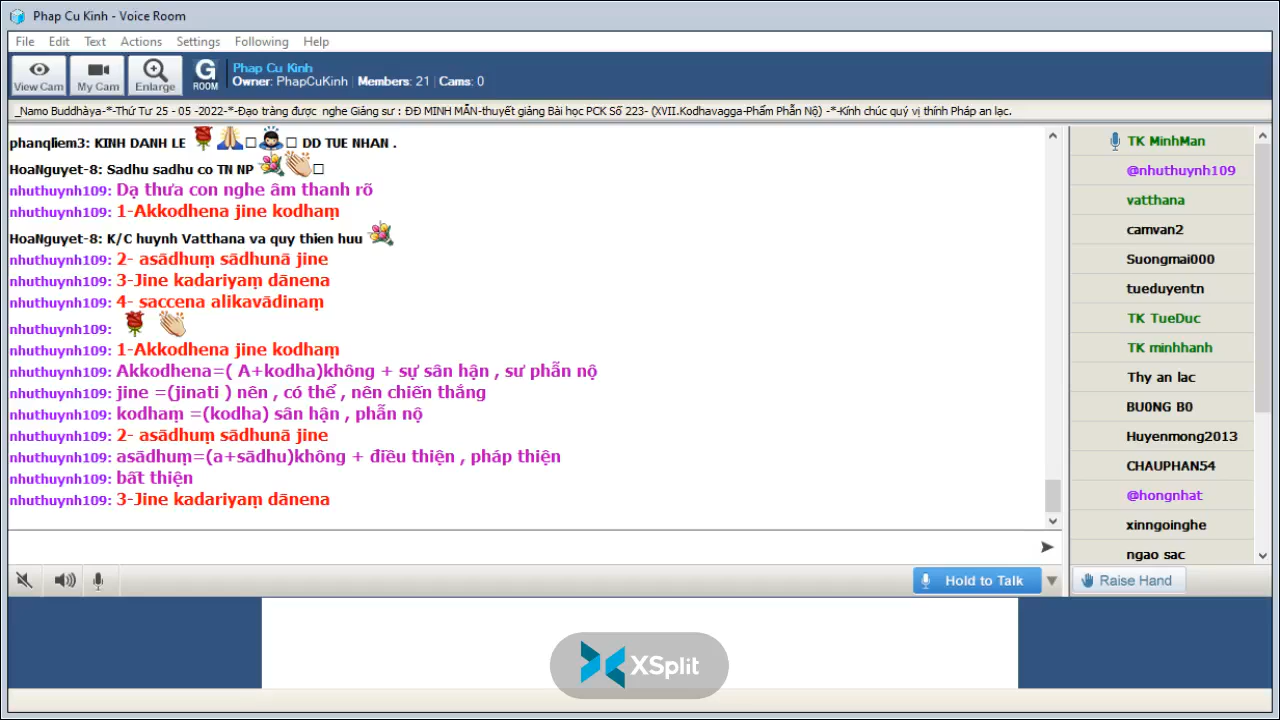 Phap Cu Kinh - Voice Room
File Edit Text Actions Settings Following Help
View Cam My Cam Enlarge G ROOM Phap Cu Kinh
Owner: PhapCuKinh | Members: 21 | Cams: 0
_Namo Buddhàya-*-Thứ Tư 25 - 05 -2022-*-Đạo tràng được nghe Giảng sư : ĐĐ MINH MẪN-thuyết giảng Bài học PCK Số 223- (XVII.Kodhavagga-Phẩm Phẫn Nộ) -*-Kính chúc quý vị thính Pháp an lạc.
phanqliem3: KINH DANH LE DD TUE NHAN .
HoaNguyet-8: Sadhu sadhu co TN NP
nhuthuynh109: Dạ thưa con nghe âm thanh rõ
nhuthuynh109: 1-Akkodhena jine kodhaṃ
HoaNguyet-8: K/C huynh Vatthana va quy thien huu
nhuthuynh109: 2- asādhuṃ sādhunā jine
nhuthuynh109: 3-Jine kadariyaṃ dānena
nhuthuynh109: 4- saccena alikavādinaṃ
nhuthuynh109:
nhuthuynh109: 1-Akkodhena jine kodhaṃ
nhuthuynh109: Akkodhena=( A+kodha)không + sự sân hận , sư phẫn nộ
nhuthuynh109: jine =(jinati ) nên , có thể , nên chiến thắng
nhuthuynh109: kodhaṃ =(kodha) sân hận , phẫn nộ
nhuthuynh109: 2- asādhuṃ sādhunā jine
nhuthuynh109: asādhuṃ=(a+sādhu)không + điều thiện , pháp thiện
nhuthuynh109: bất thiện
nhuthuynh109: 3-Jine kadariyaṃ dānena
TK MinhMan
@nhuthuynh109
vatthana
camvan2
Suongmai000
tueduyentn
TK TueDuc
TK minhhanh
Thy an lac
BU0NG B0
Huyenmong2013
CHAUPHAN54
@hongnhat
xinngoinghe
ngao sac
Hold to Talk
Raise Hand
XSplit